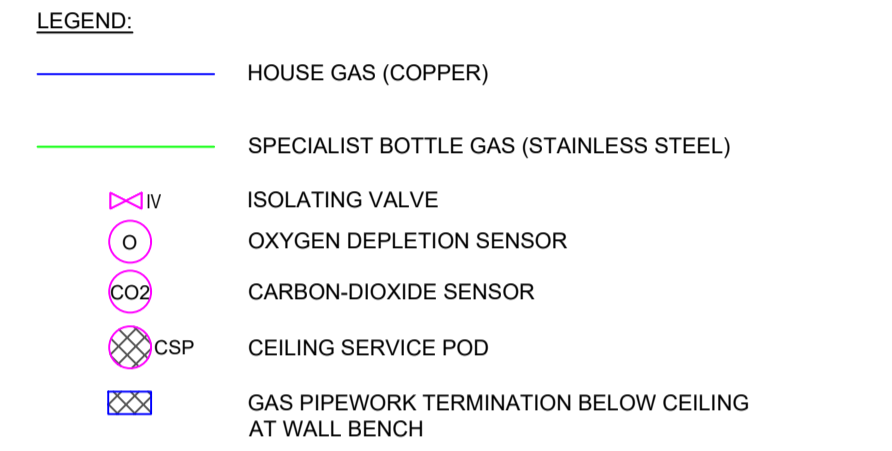 LEGEND:
HOUSE GAS (COPPER)
SPECIALIST BOTTLE GAS (STAINLESS STEEL)
IV ISOLATING VALVE
O OXYGEN DEPLETION SENSOR
CO2 CARBON-DIOXIDE SENSOR
CSP CEILING SERVICE POD
GAS PIPEWORK TERMINATION BELOW CEILING
AT WALL BENCH